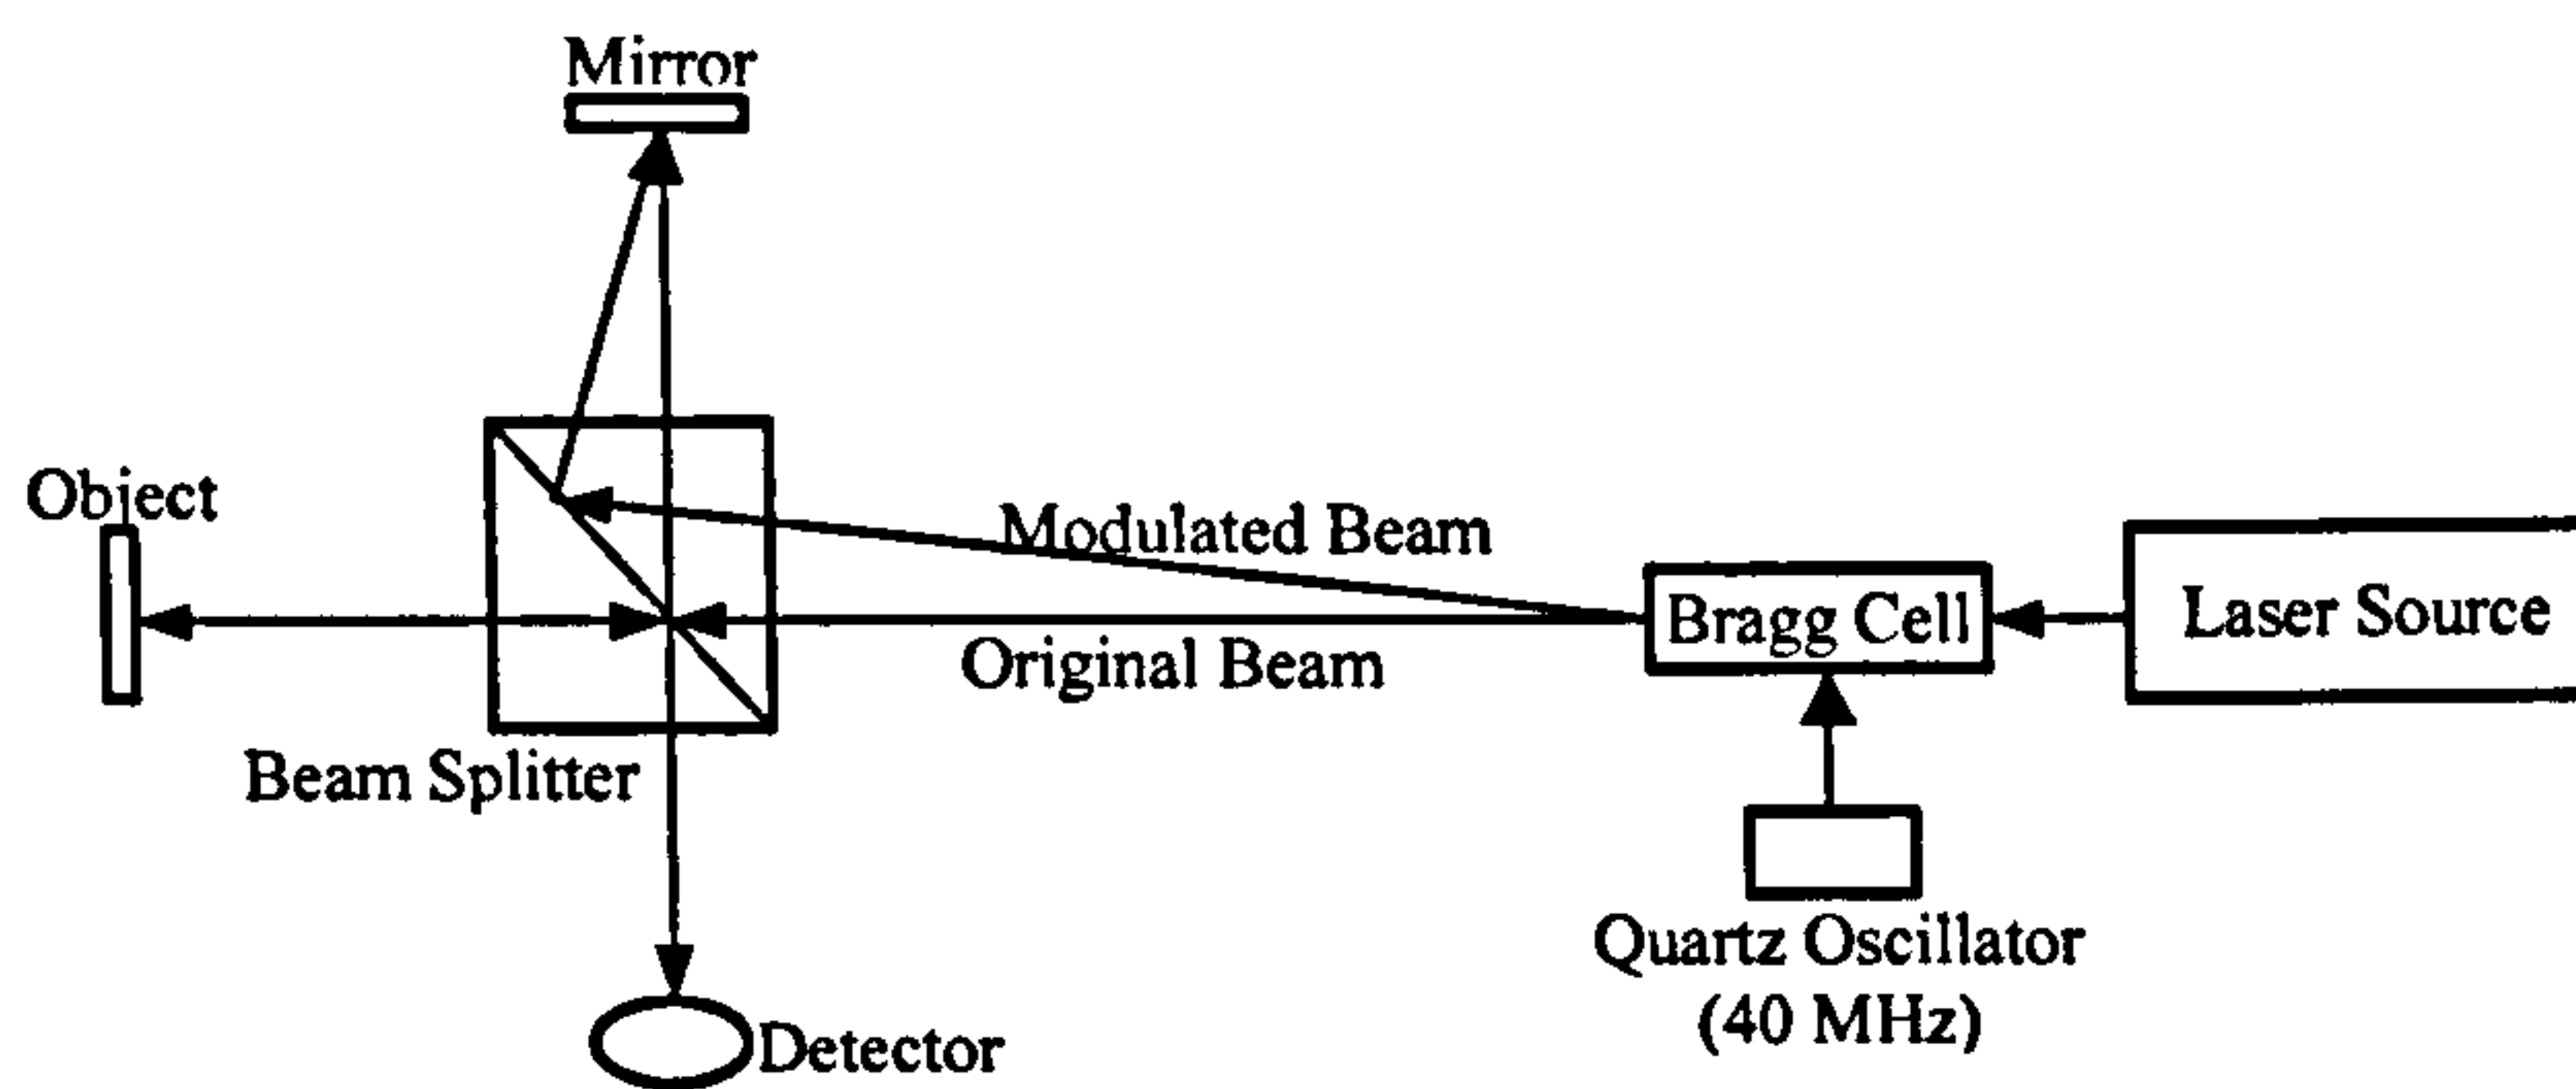 Mirror
Object
Modulated Beam
Bragg Cell
Laser Source
Original Beam
Beam Splitter
Quartz Oscillator
(40 MHz)
Detector